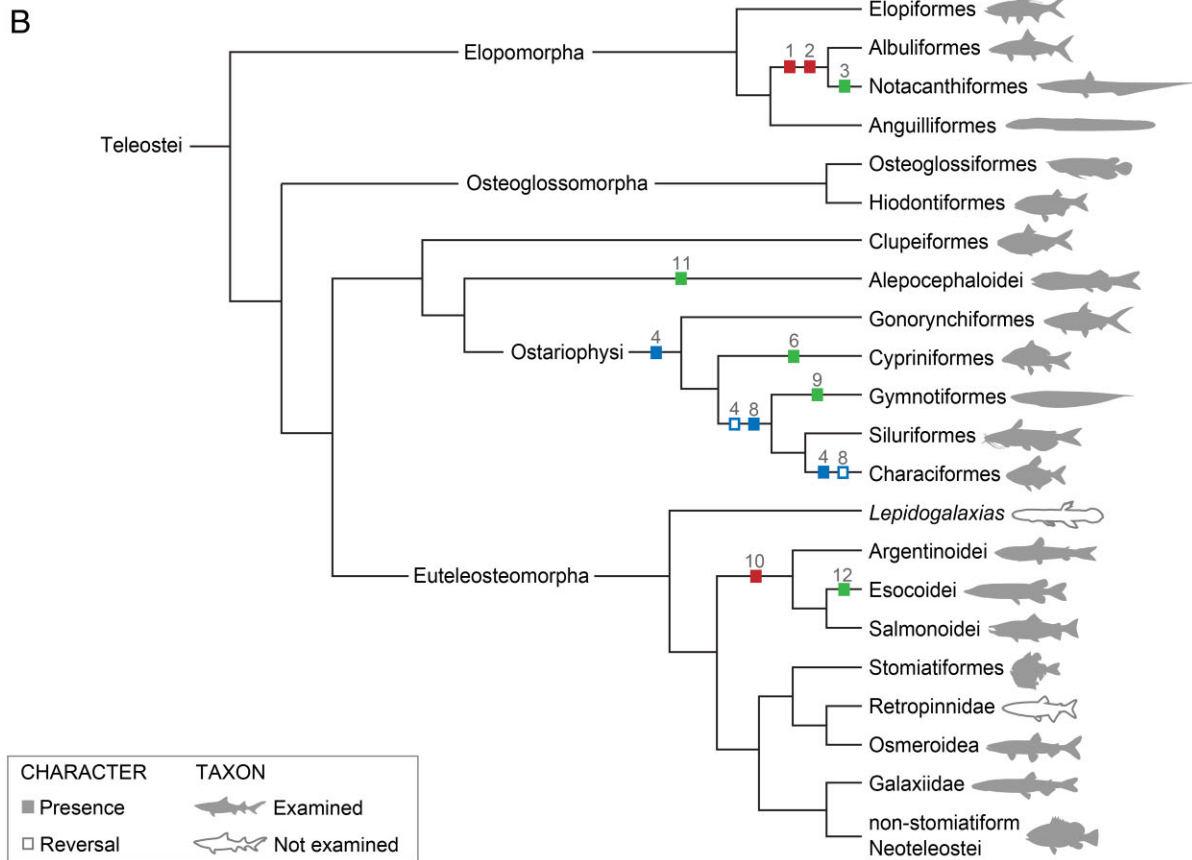 B
Elopiformes
Elopomorpha
Albuliformes
1 2
3
Notacanthiformes
Teleostei
Anguilliformes
Osteoglossiformes
Osteoglossomorpha
Hiodontiformes
Clupeiformes
11
Alepocephaloidei
Gonorynchiformes
4
Ostariophysi
6
Cypriniformes
9
Gymnotiformes
4 8
Siluriformes
4 8
Characiformes
Lepidogalaxias
Argentinoidei
10
Euteleosteomorpha
12
Esocoidei
Salmonoidei
Stomiatiformes
Retropinnidae
Osmeroidea
Galaxiidae
non-stomiatiform
Neoteleostei
CHARACTER TAXON
Presence Examined
Reversal Not examined